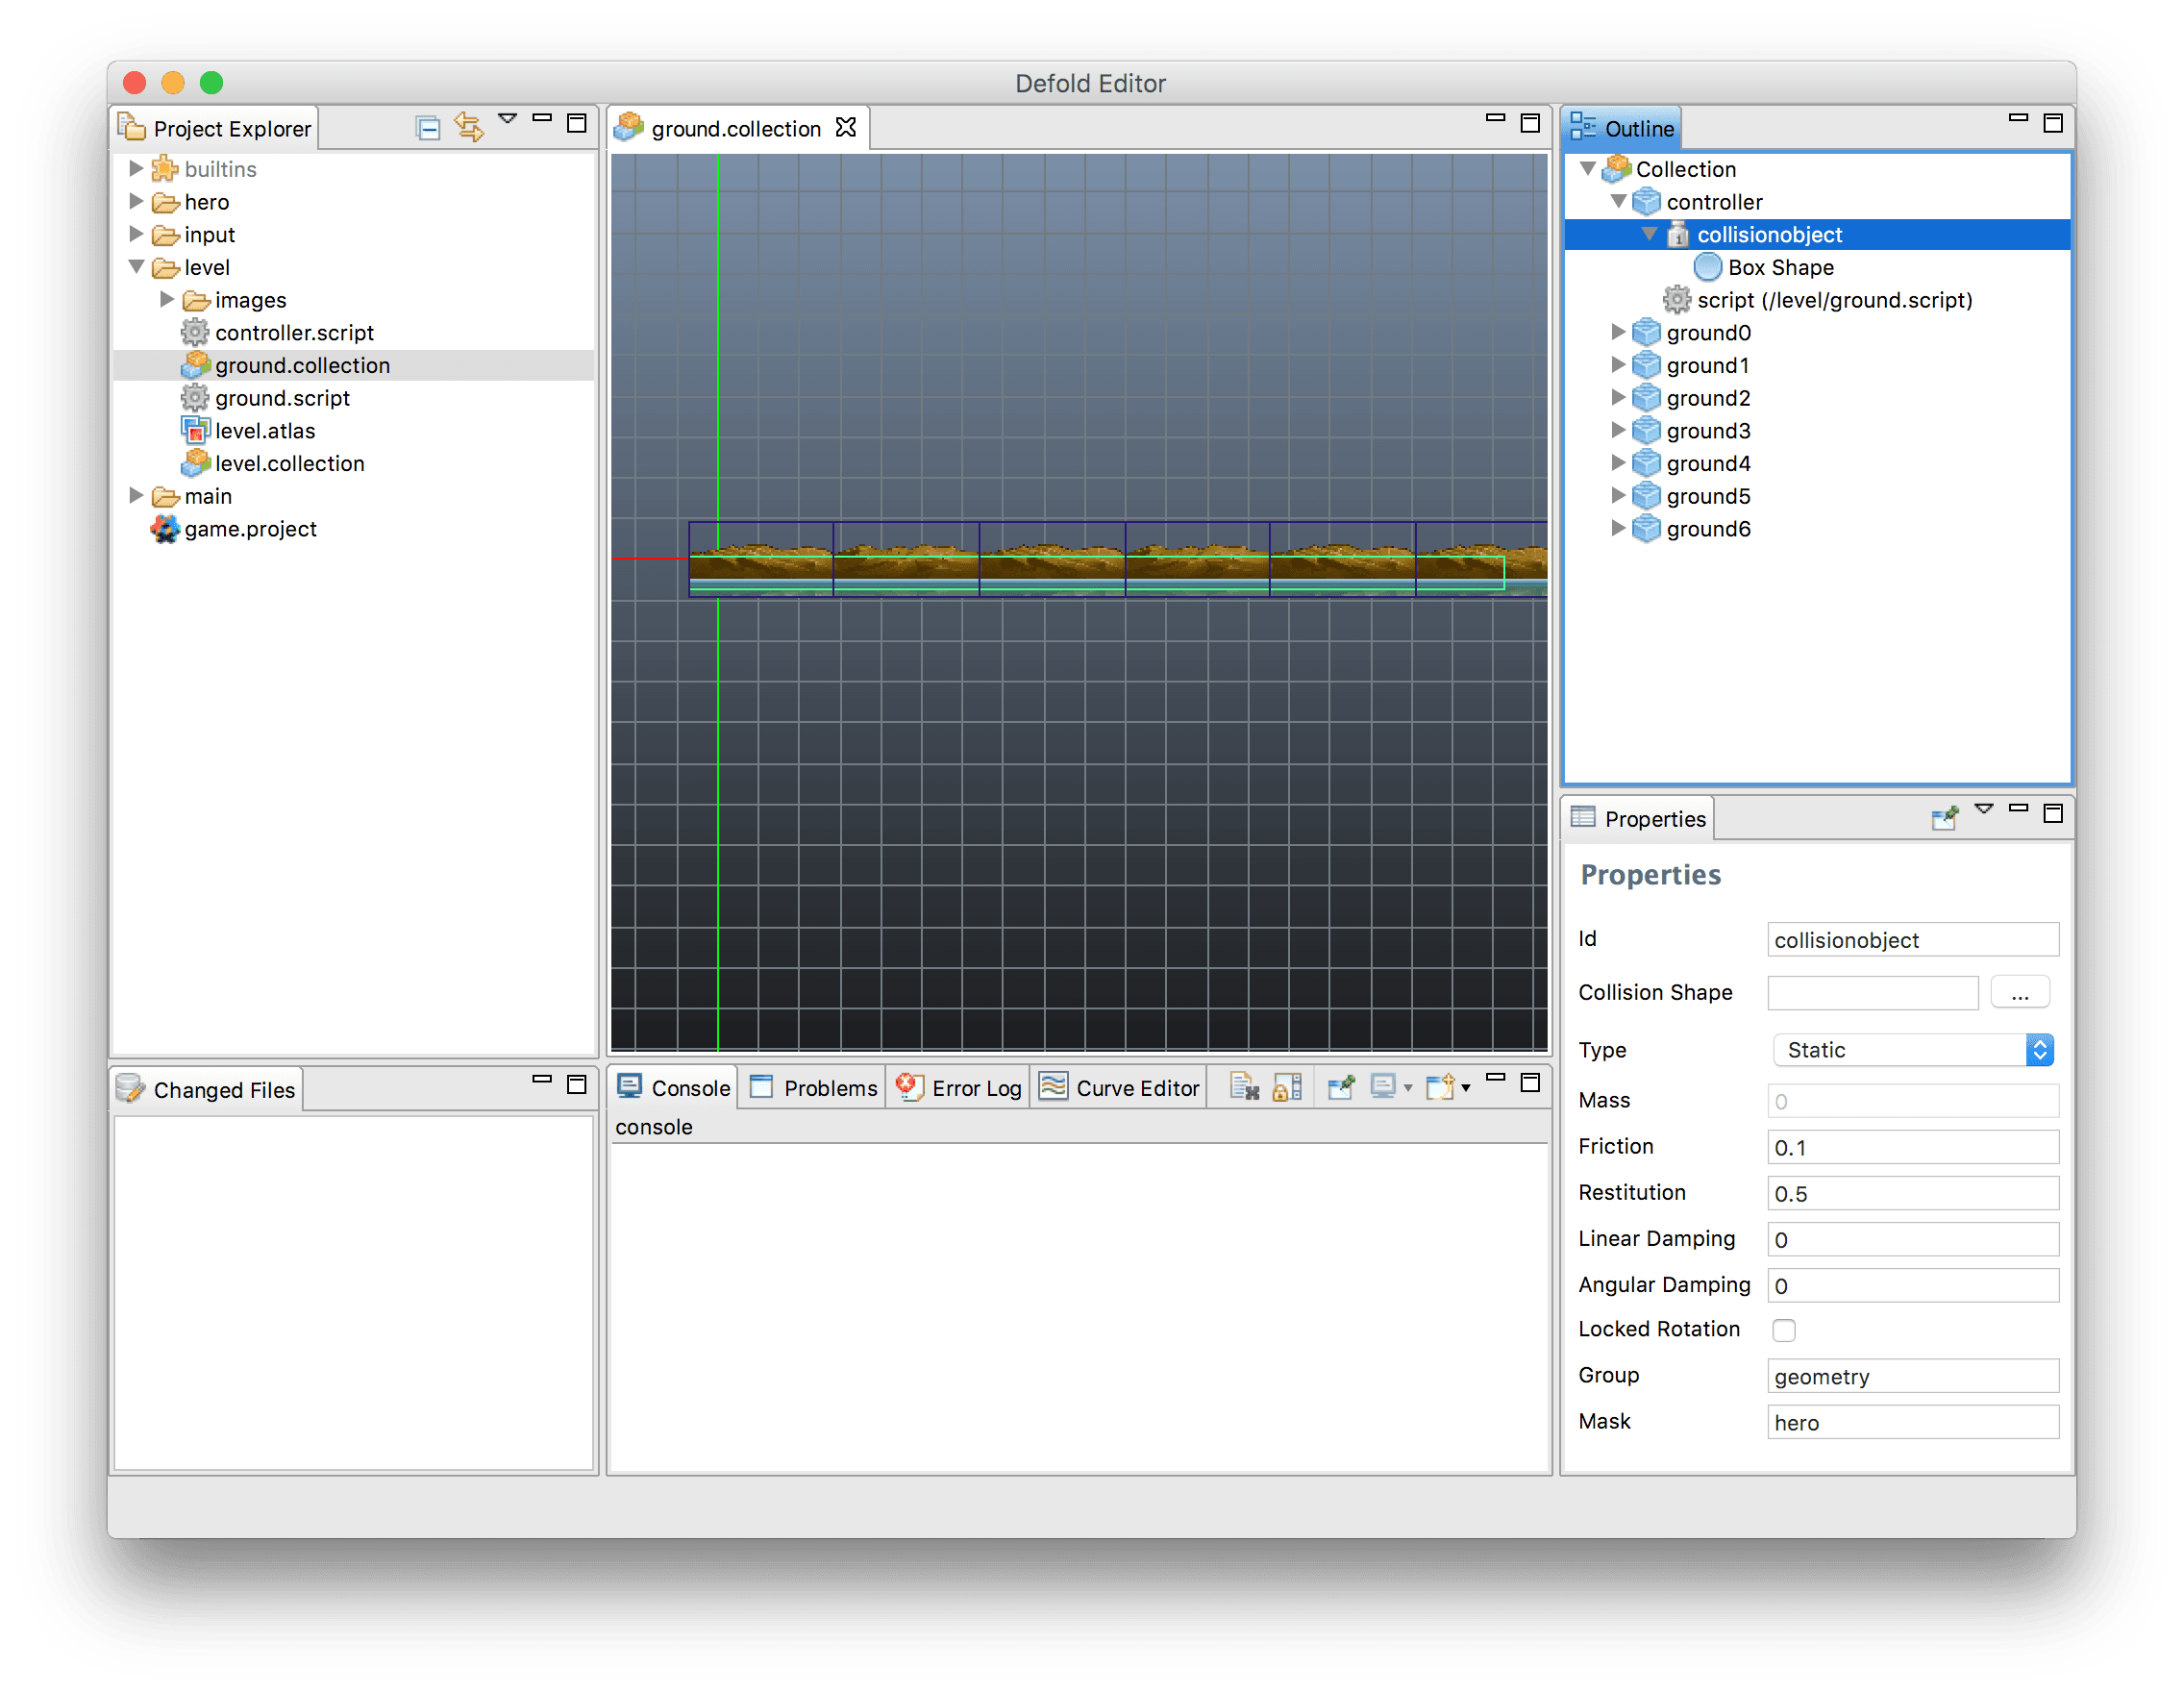 Defold Editor
Project Explorer
builtins
hero
input
level
images
controller.script
ground.collection
ground.script
level.atlas
level.collection
main
game.project
Changed Files
ground.collection
Console
Problems
Error Log
Curve Editor
console
Outline
Collection
controller
1 collisionobject
Box Shape
script (/level/ground.script)
ground0
ground1
ground2
ground3
ground4
ground5
ground6
Properties
Properties
Id collisionobject
Collision Shape ...
Type Static
Mass 0
Friction 0.1
Restitution 0.5
Linear Damping 0
Angular Damping 0
Locked Rotation
Group geometry
Mask hero